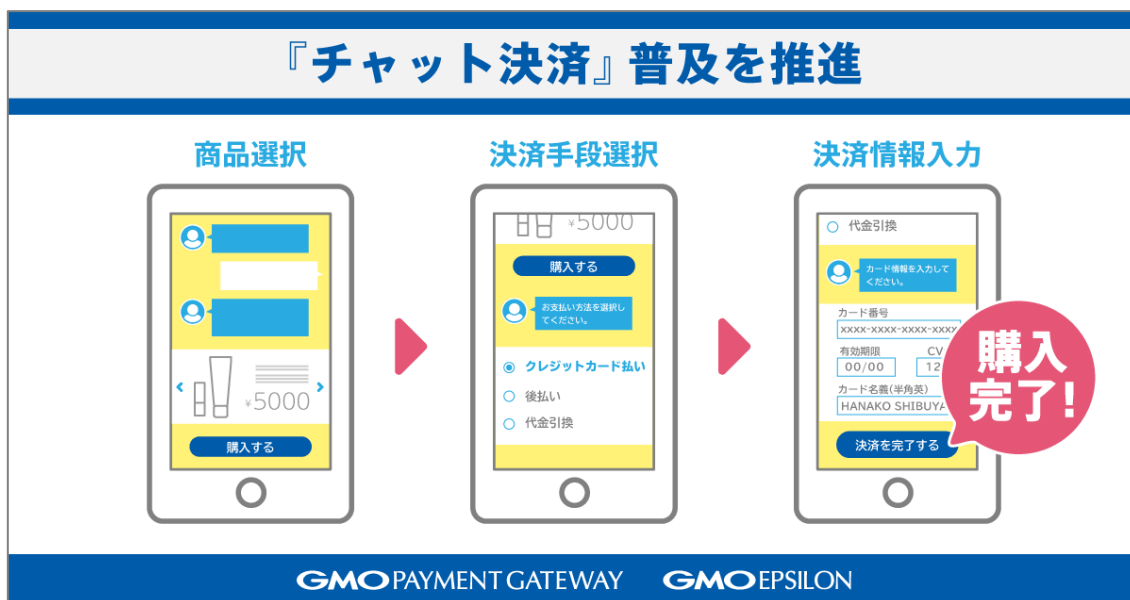 『チャット決済』普及を推進
商品選択
¥5000
購入する
決済手段選択
¥5000
購入する
お支払い方法を選択し
てください。
クレジットカード払い
後払い
代金引換
決済情報入力
代金引換
カード情報を入力して
ください。
カード番号
xxxx-xxxx-xxxx-xxxx
有効期限 CV
00/00 12
カード名義(半角英)
HANAKO SHIBUYA
決済を完了する
購入
完了!
GMO PAYMENT GATEWAY GMO EPSILON